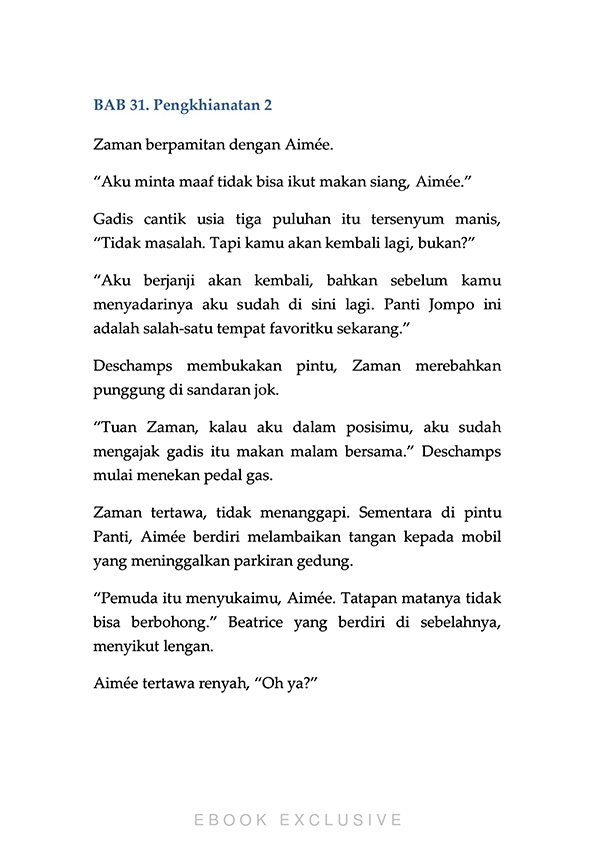 BAB 31. Pengkhianatan 2
Zaman berpamitan dengan Aimée.
“Aku minta maaf tidak bisa ikut makan siang, Aimée.”
Gadis cantik usia tiga puluhan itu tersenyum manis,
“Tidak masalah. Tapi kamu akan kembali lagi, bukan?”
“Aku berjanji akan kembali, bahkan sebelum kamu
menyadarinya aku sudah di sini lagi. Panti Jompo ini
adalah salah-satu tempat favoritku sekarang.”
Deschamps membukakan pintu, Zaman merebahkan
punggung di sandaran jok.
“Tuan Zaman, kalau aku dalam posisimu, aku sudah
mengajak gadis itu makan malam bersama.” Deschamps
mulai menekan pedal gas.
Zaman tertawa, tidak menanggapi. Sementara di pintu
Panti, Aimée berdiri melambaikan tangan kepada mobil
yang meninggalkan parkiran gedung.
“Pemuda itu menyukaimu, Aimée. Tatapan matanya tidak
bisa berbohong.” Beatrice yang berdiri di sebelahnya,
menyikut lengan.
Aimée tertawa renyah, “Oh ya?”
EBOOK EXCLUSIVE